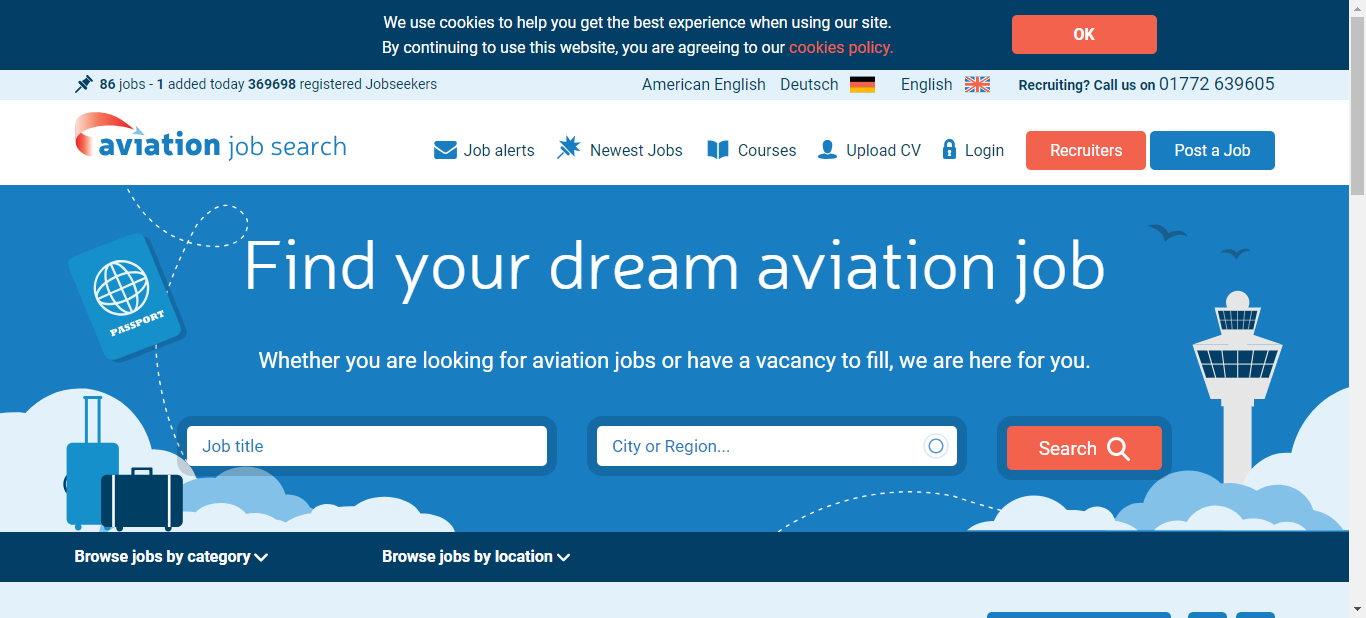 We use cookies to help you get the best experience when using our site.
By continuing to use this website, you are agreeing to our cookies policy.
OK
86 jobs - 1 added today 369698 registered Jobseekers
American English
Deutsch
English
Recruiting? Call us on 01772 639605
aviation job search
Job alerts
Newest Jobs
Courses
Upload CV
Login
Recruiters
Post a Job
PASSPORT
Find your dream aviation job
Whether you are looking for aviation jobs or have a vacancy to fill, we are here for you.
Job title
City or Region...
Search
Browse jobs by category
Browse jobs by location